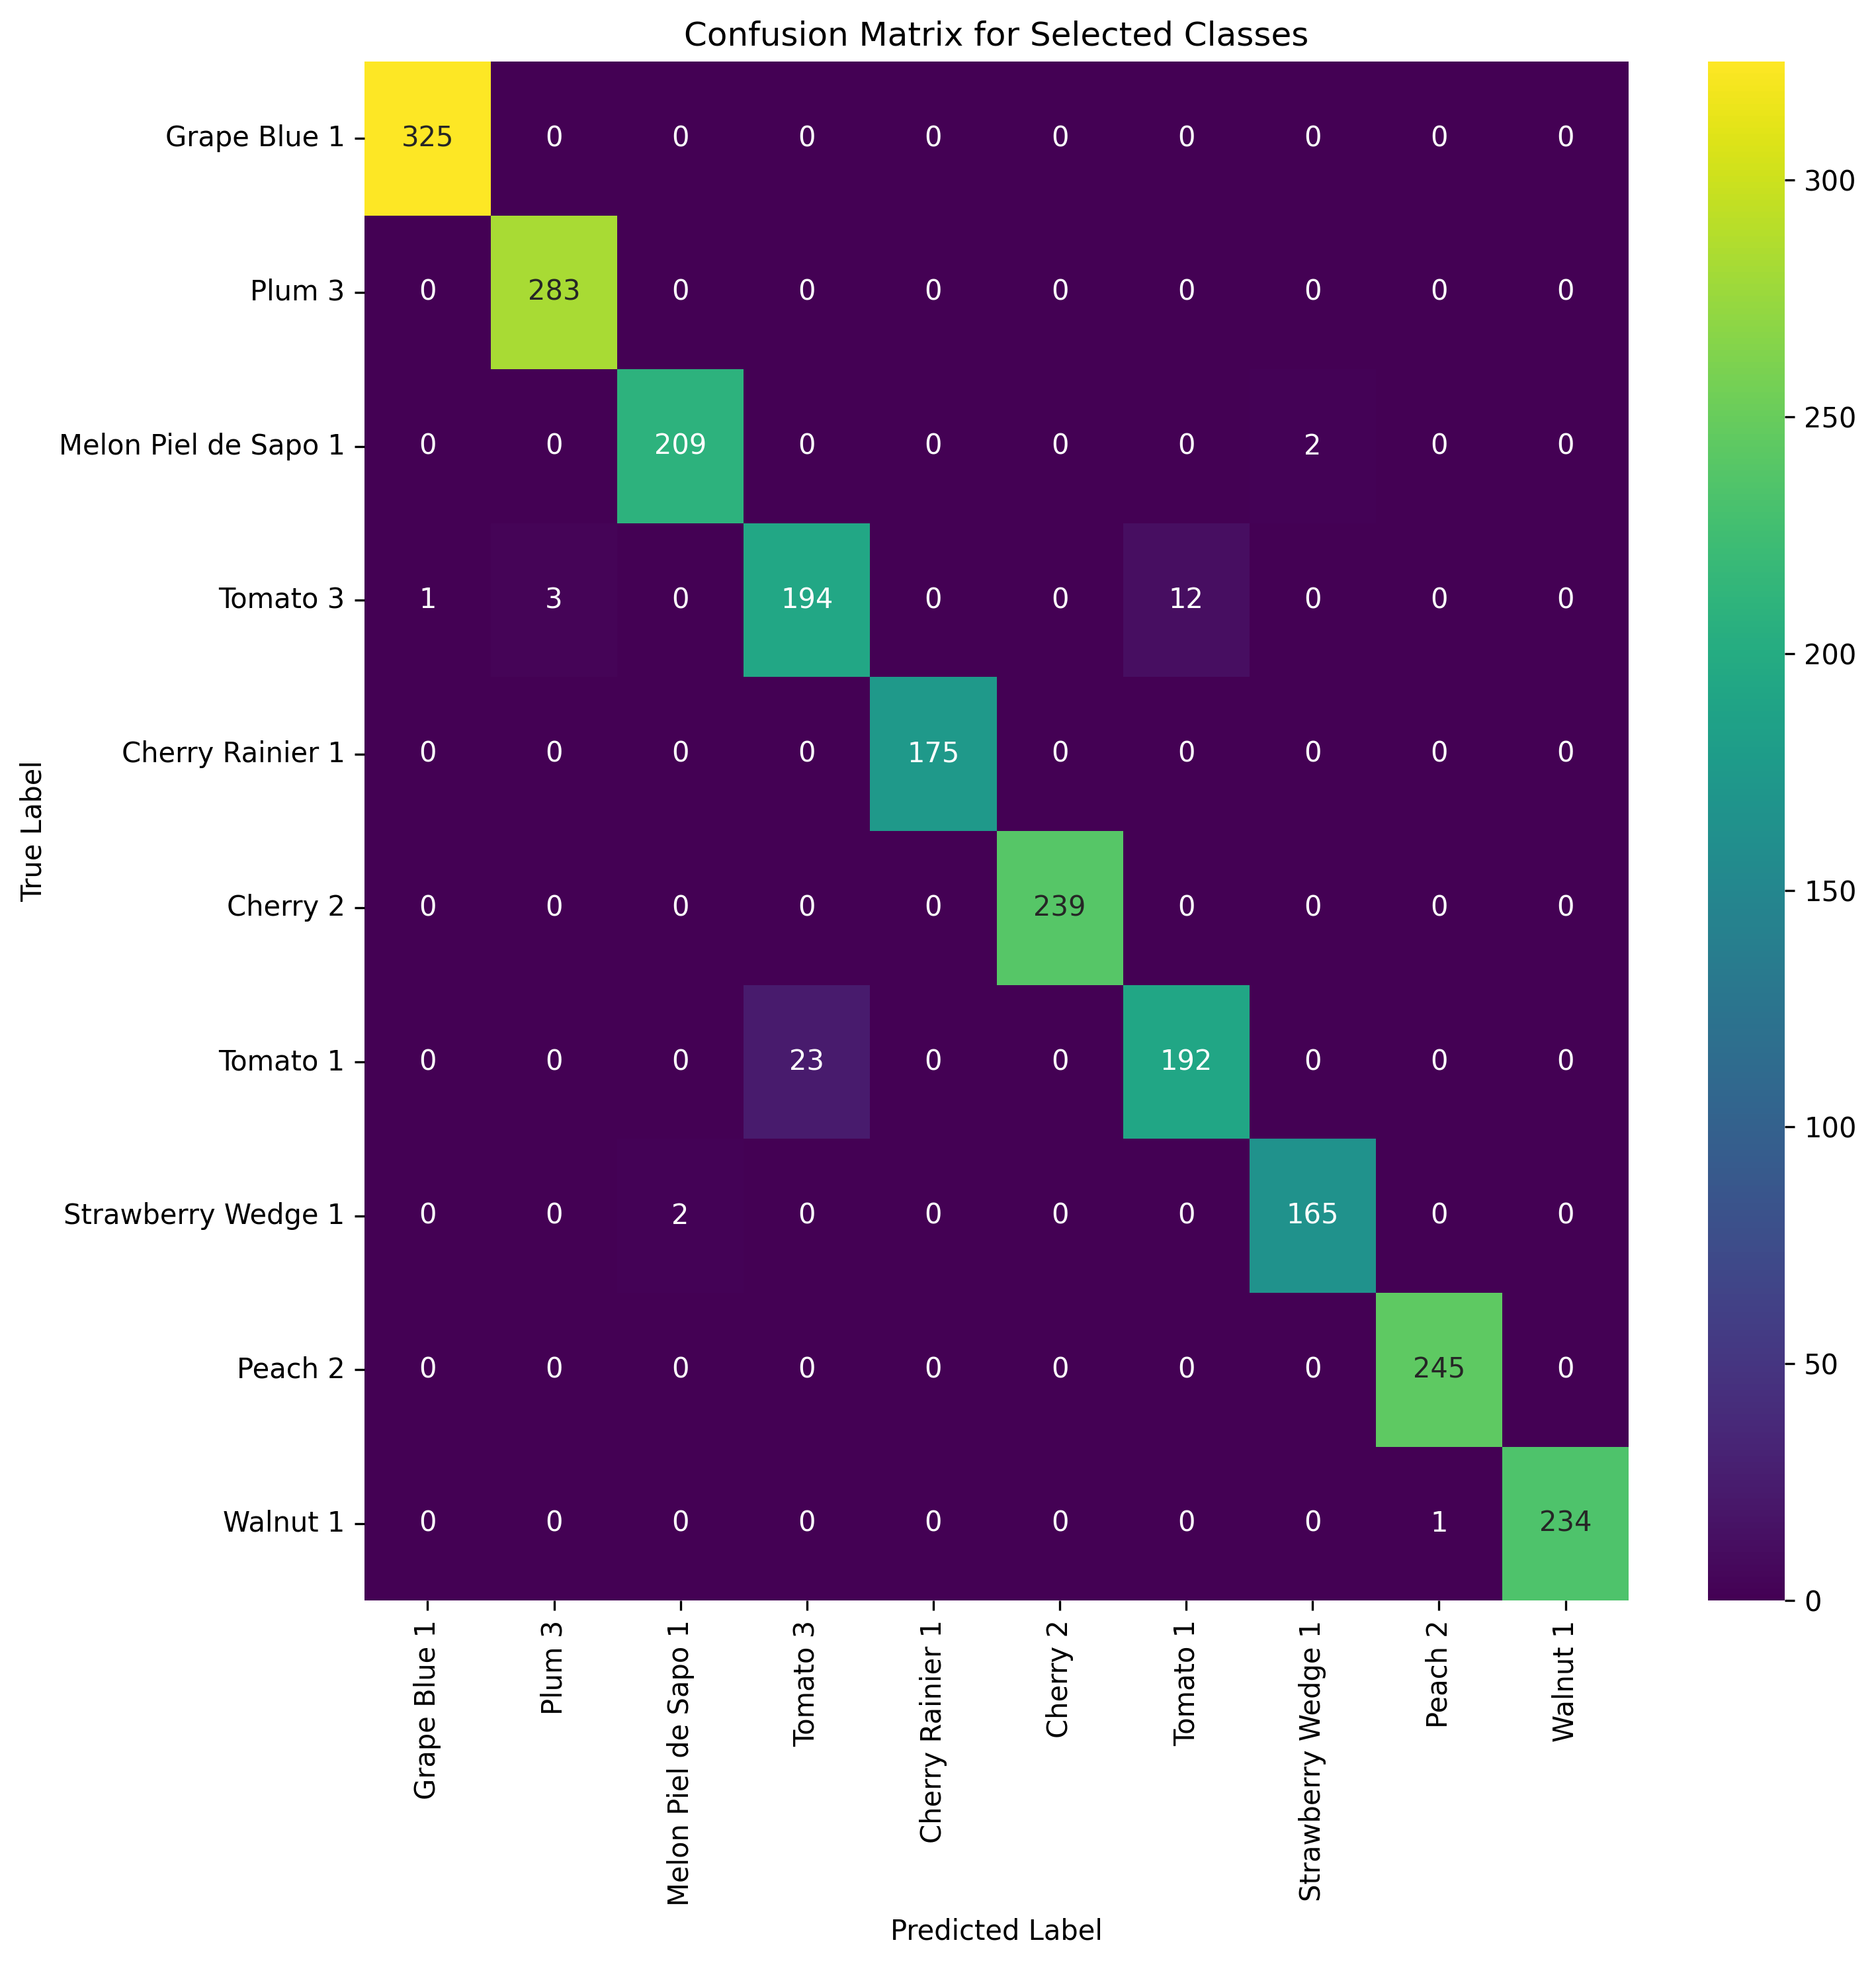 Confusion Matrix for Selected Classes
True Label
Grape Blue 1 325 0 0 0 0 0 0 0 0 0
Plum 3 0 283 0 0 0 0 0 0 0 0
Melon Piel de Sapo 1 0 0 209 0 0 0 0 2 0 0
Tomato 3 1 3 0 194 0 0 12 0 0 0
Cherry Rainier 1 0 0 0 0 175 0 0 0 0 0
Cherry 2 0 0 0 0 0 239 0 0 0 0
Tomato 1 0 0 0 23 0 0 192 0 0 0
Strawberry Wedge 1 0 0 2 0 0 0 0 165 0 0
Peach 2 0 0 0 0 0 0 0 0 245 0
Walnut 1 0 0 0 0 0 0 0 0 1 234
Grape Blue 1
Plum 3
Melon Piel de Sapo 1
Tomato 3
Cherry Rainier 1
Cherry 2
Tomato 1
Strawberry Wedge 1
Peach 2
Walnut 1
Predicted Label
300
250
200
150
100
50
0